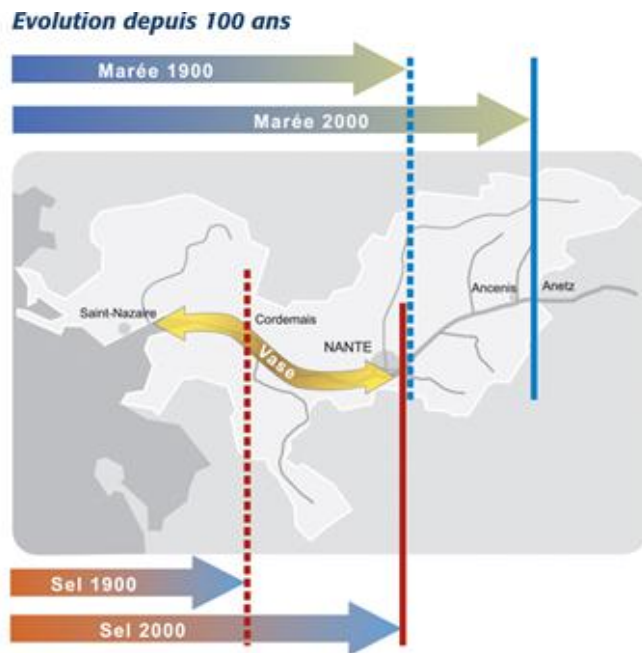 Evolution depuis 100 ans
Marée 1900
Marée 2000
Saint-Nazaire
Cordemais
Vase
NANTE
Ancenis
Anetz
Sel 1900
Sel 2000